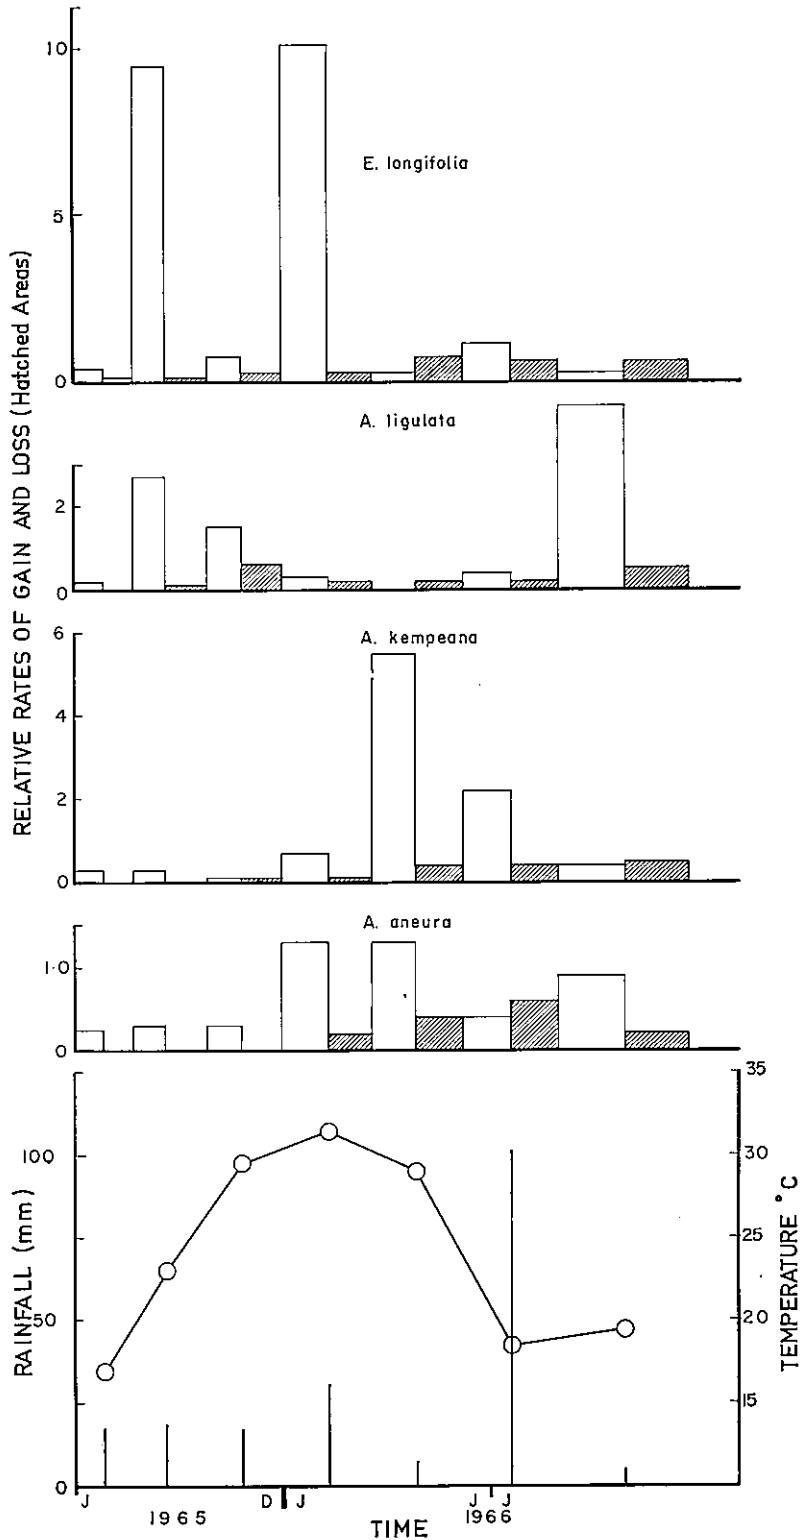 RELATIVE RATES OF GAIN AND LOSS (Hatched Areas)
10
5
0
E. longifolia
2
0
A. ligulata
6
4
2
0
A. kempeana
1·0
0
A. aneura
RAINFALL (mm)
100
50
0
35
30
25
20
15
TEMPERATURE °C
J D J J J
1965 1966
TIME